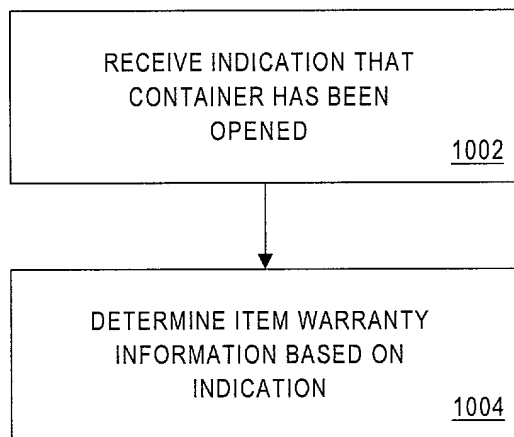 RECEIVE INDICATION THAT
CONTAINER HAS BEEN
OPENED
1002
DETERMINE ITEM WARRANTY
INFORMATION BASED ON
INDICATION
1004